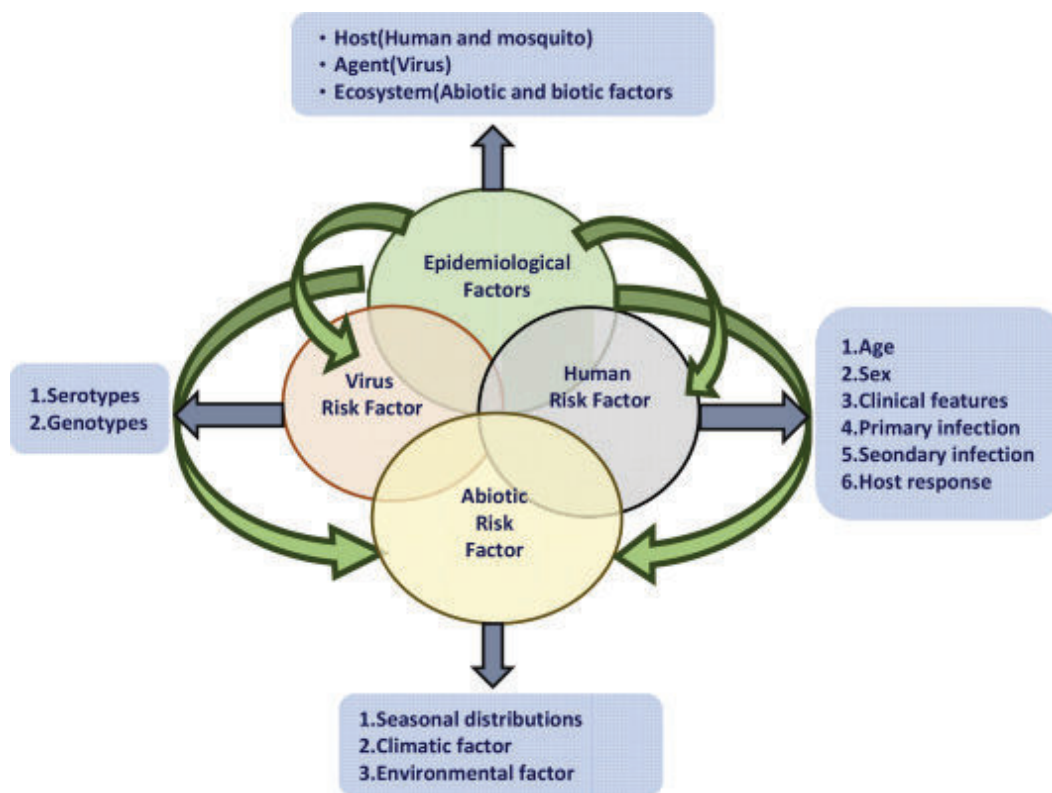 • Host(Human and mosquito)
• Agent(Virus)
• Ecosystem(Abiotic and biotic factors
Epidemiological
Factors
Virus
Risk Factor
Human
Risk Factor
Abiotic
Risk
Factor
1.Serotypes
2.Genotypes
1.Age
2.Sex
3.Clinical features
4.Primary infection
5.Seondary infection
6.Host response
1.Seasonal distributions
2.Climatic factor
3.Environmental factor